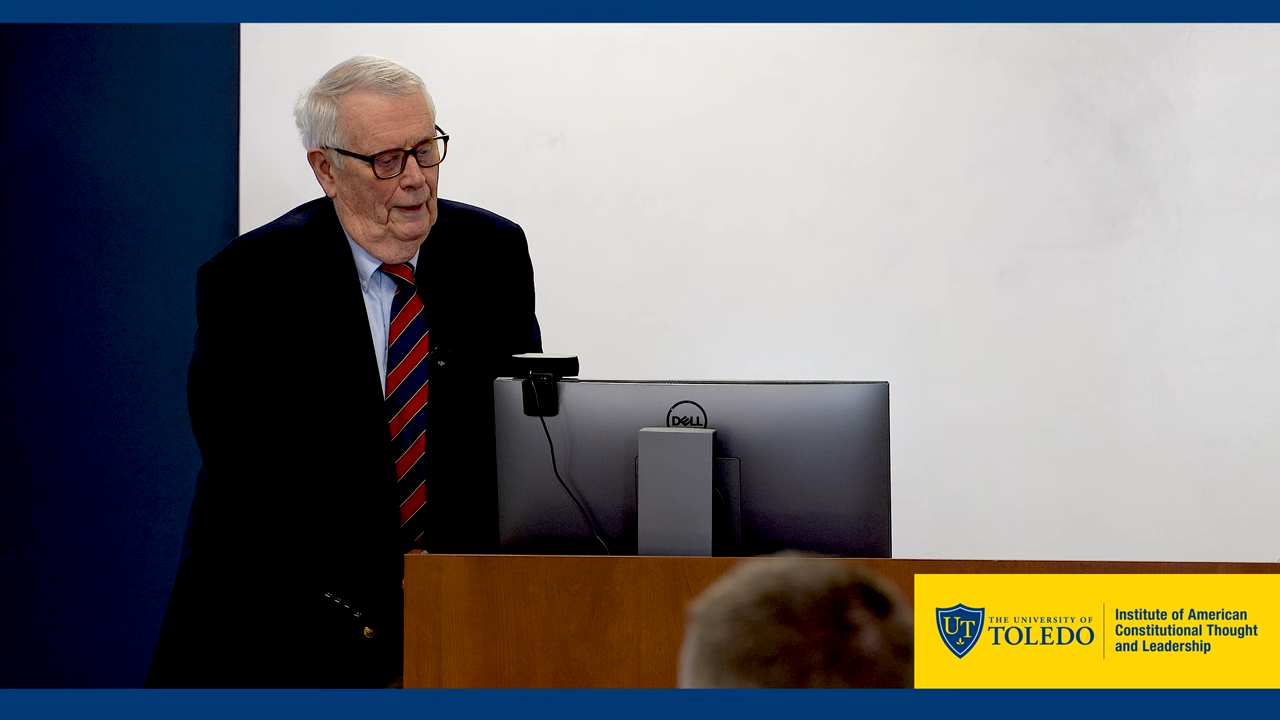 DELL
UT
THE UNIVERSITY OF
TOLEDO
Institute of American
Constitutional Thought
and Leadership